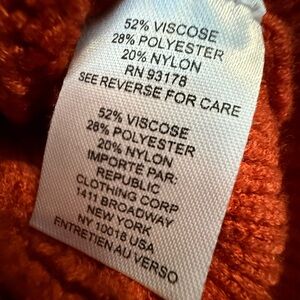 52% VISCOSE
28% POLYESTER
20% NYLON
RN 93178
SEE REVERSE FOR CARE
52% VISCOSE
28% POLYESTER
20% NYLON
IMPORTE PAR.
REPUBLIC
CLOTHING CORP
1411 BROADWAY
NEW YORK
NY 10018 USA
ENTRETIEN AU VERSO